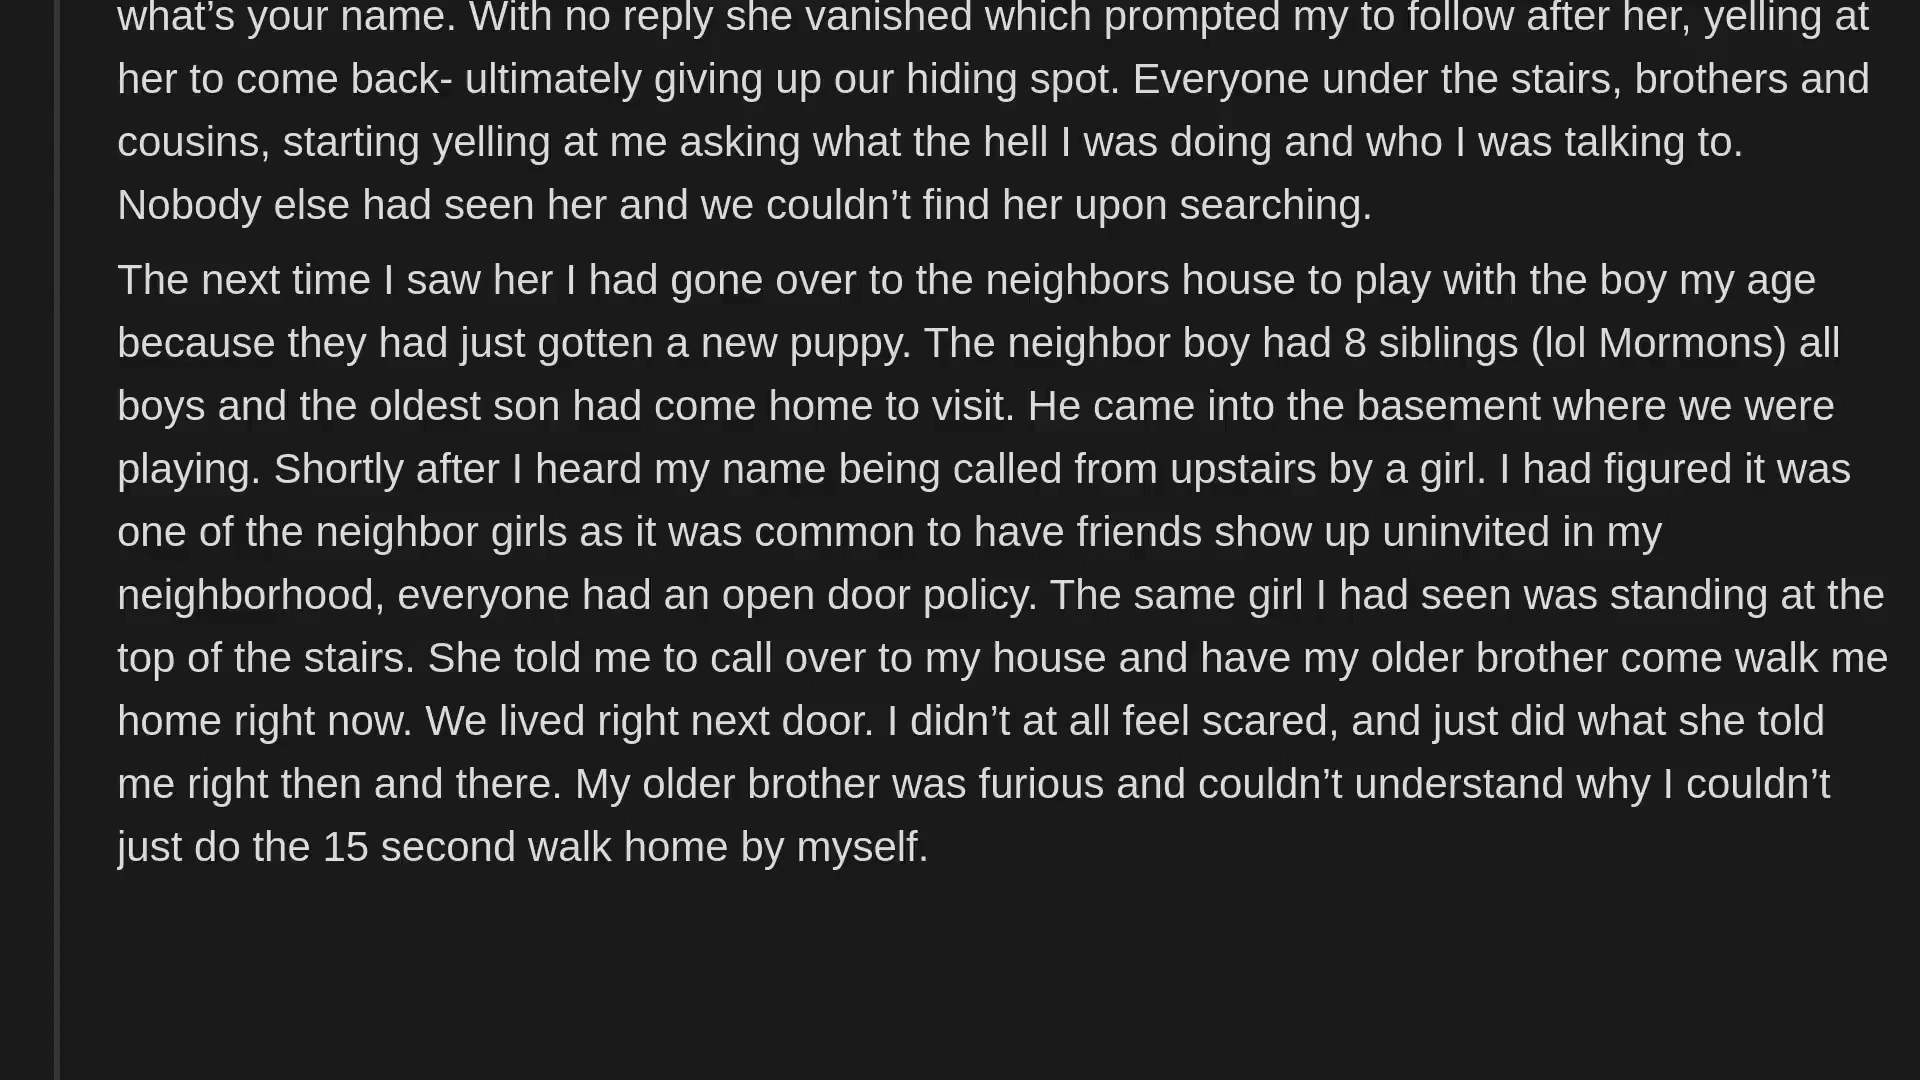 what’s your name. With no reply she vanished which prompted my to follow after her, yelling at
her to come back- ultimately giving up our hiding spot. Everyone under the stairs, brothers and
cousins, starting yelling at me asking what the hell I was doing and who I was talking to.
Nobody else had seen her and we couldn’t find her upon searching.
The next time I saw her I had gone over to the neighbors house to play with the boy my age
because they had just gotten a new puppy. The neighbor boy had 8 siblings (lol Mormons) all
boys and the oldest son had come home to visit. He came into the basement where we were
playing. Shortly after I heard my name being called from upstairs by a girl. I had figured it was
one of the neighbor girls as it was common to have friends show up uninvited in my
neighborhood, everyone had an open door policy. The same girl I had seen was standing at the
top of the stairs. She told me to call over to my house and have my older brother come walk me
home right now. We lived right next door. I didn’t at all feel scared, and just did what she told
me right then and there. My older brother was furious and couldn’t understand why I couldn’t
just do the 15 second walk home by myself.